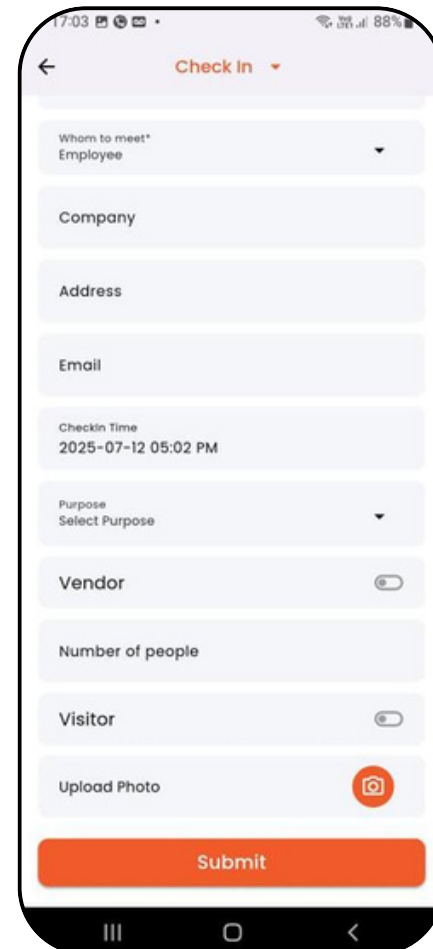 17:03 88%
Check In
Whom to meet*
Employee
Company
Address
Email
CheckIn Time
2025-07-12 05:02 PM
Purpose
Select Purpose
Vendor
Number of people
Visitor
Upload Photo
Submit